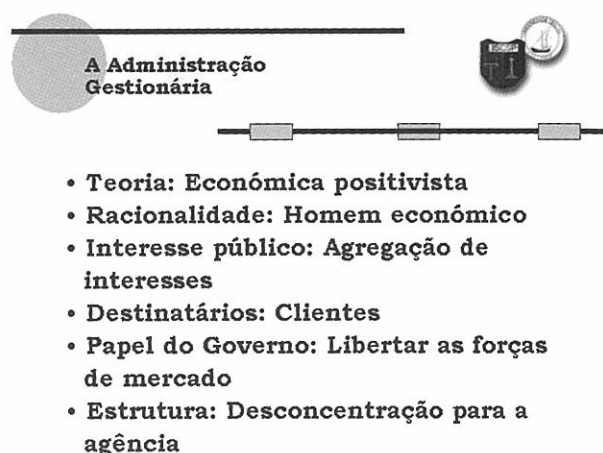 A Administração
Gestionária
ISCSP
• Teoria: Económica positivista
• Racionalidade: Homem económico
• Interesse público: Agregação de
interesses
• Destinatários: Clientes
• Papel do Governo: Libertar as forças
de mercado
• Estrutura: Desconcentração para a
agência